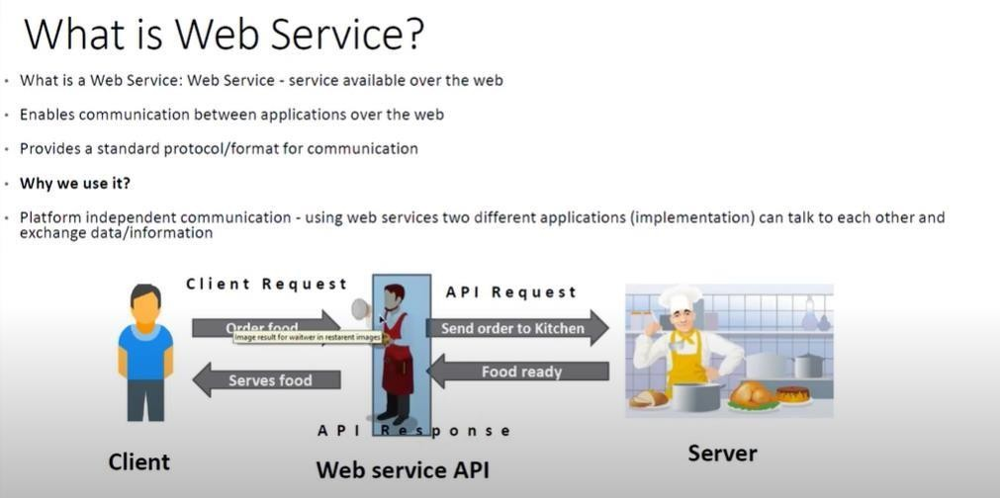 What is Web Service?
• What is a Web Service: Web Service - service available over the web
• Enables communication between applications over the web
• Provides a standard protocol/format for communication
• Why we use it?
• Platform independent communication - using web services two different applications (implementation) can talk to each other and
exchange data/information
Client Request
API Request
Order food
Send order to Kitchen
Image result for waitwer in restarent images
Serves food
Food ready
API Response
Client
Web service API
Server